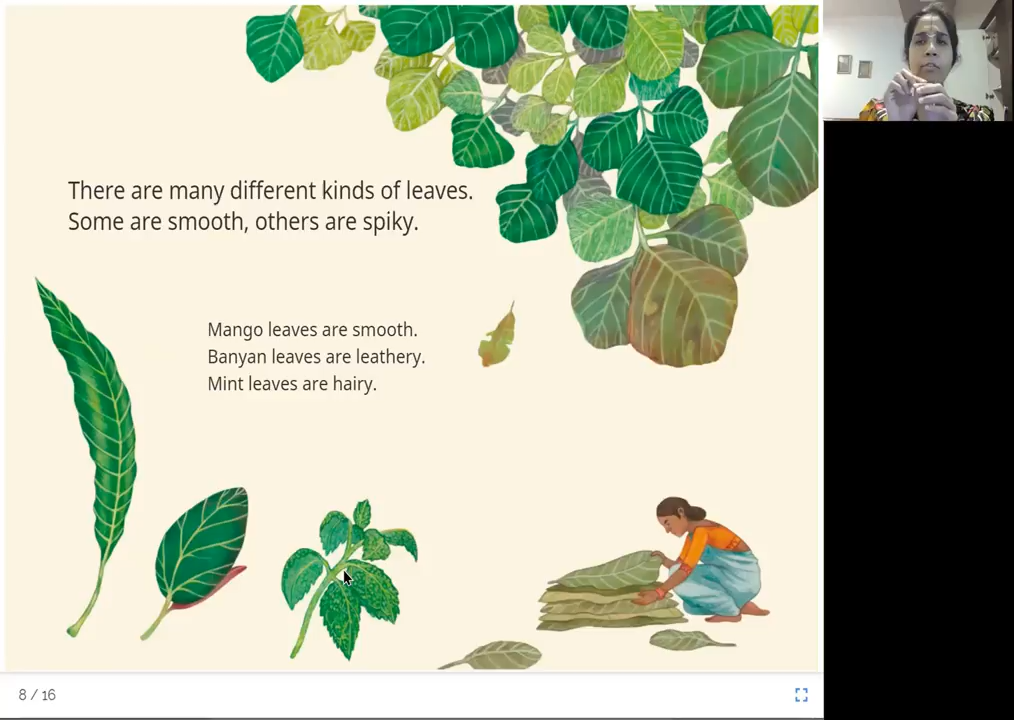 There are many different kinds of leaves.
Some are smooth, others are spiky.
Mango leaves are smooth.
Banyan leaves are leathery.
Mint leaves are hairy.
8 / 16